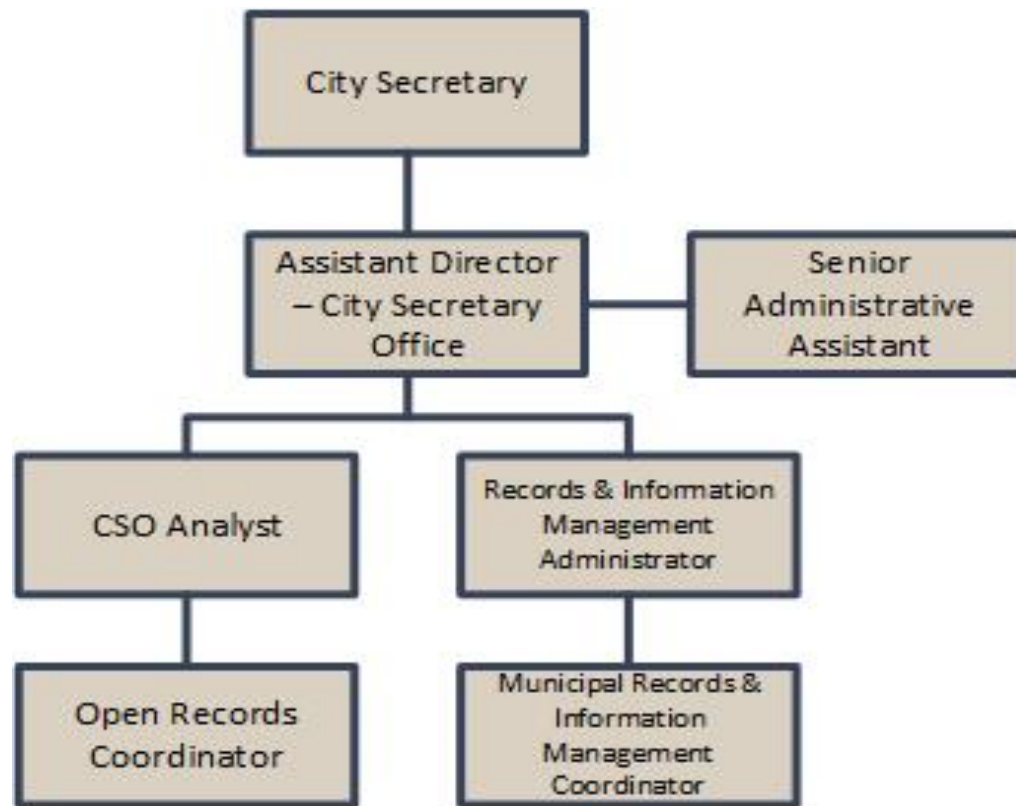 City Secretary
Assistant Director
– City Secretary
Office
Senior
Administrative
Assistant
CSO Analyst
Records & Information
Management
Administrator
Open Records
Coordinator
Municipal Records &
Information
Management
Coordinator